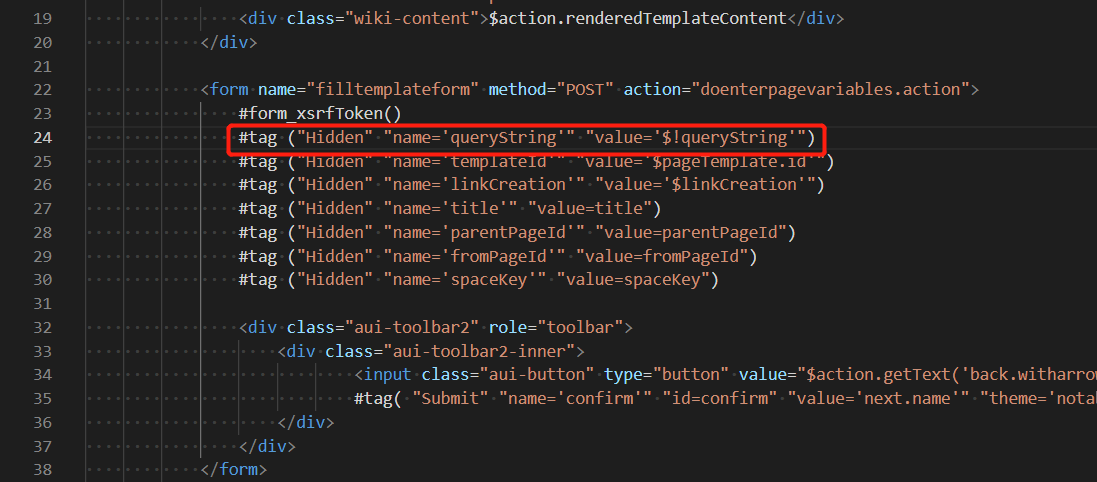 19 <div class="wiki-content">$action.renderedTemplateContent</div>
20 </div>
21
22 <form name="filltemplateform" method="POST" action="doenterpagevariables.action">
23 #form_xsrfToken()
24 #tag ("Hidden" "name='queryString'" "value='$!queryString'")
25 #tag ("Hidden" "name='templateId'" "value='$pageTemplate.id'")
26 #tag ("Hidden" "name='linkCreation'" "value='$linkCreation'")
27 #tag ("Hidden" "name='title'" "value=title")
28 #tag ("Hidden" "name='parentPageId'" "value=parentPageId")
29 #tag ("Hidden" "name='fromPageId'" "value=fromPageId")
30 #tag ("Hidden" "name='spaceKey'" "value=spaceKey")
31
32 <div class="aui-toolbar2" role="toolbar">
33 <div class="aui-toolbar2-inner">
34 <input class="aui-button" type="button" value="$action.getText('back.witharrow
35 #tag( "Submit" "name='confirm'" "id=confirm" "value='next.name'" "theme='notab
36 </div>
37 </div>
38 </form>